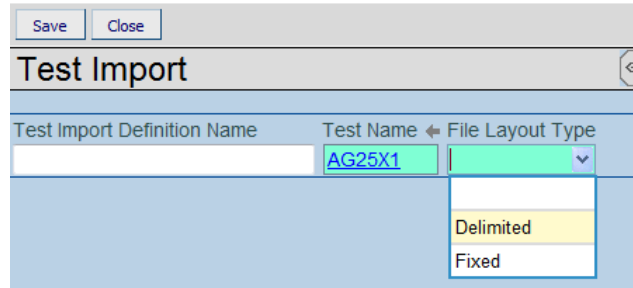 Save Close
Test Import
Test Import Definition Name Test Name File Layout Type
AG25X1
Delimited
Fixed